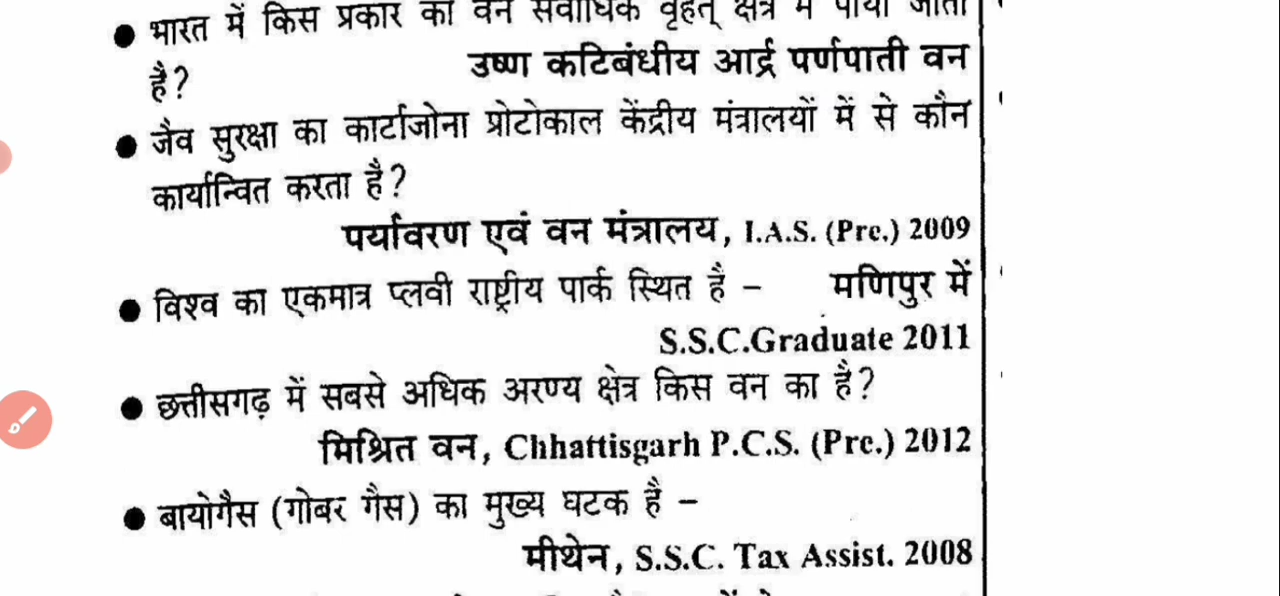 ● भारत में किस प्रकार का वन सर्वाधिक वृहत् क्षेत्र में पाया जाता
है? उष्ण कटिबंधीय आर्द्र पर्णपाती वन
● जैव सुरक्षा का कार्टाजोना प्रोटोकाल केंद्रीय मंत्रालयों में से कौन
कार्यान्वित करता है?
पर्यावरण एवं वन मंत्रालय, I.A.S. (Pre.) 2009
● विश्व का एकमात्र प्लवी राष्ट्रीय पार्क स्थित है – मणिपुर में
S.S.C.Graduate 2011
● छत्तीसगढ़ में सबसे अधिक अरण्य क्षेत्र किस वन का है?
मिश्रित वन, Chhattisgarh P.C.S. (Pre.) 2012
● बायोगैस (गोबर गैस) का मुख्य घटक है –
मीथेन, S.S.C. Tax Assist. 2008